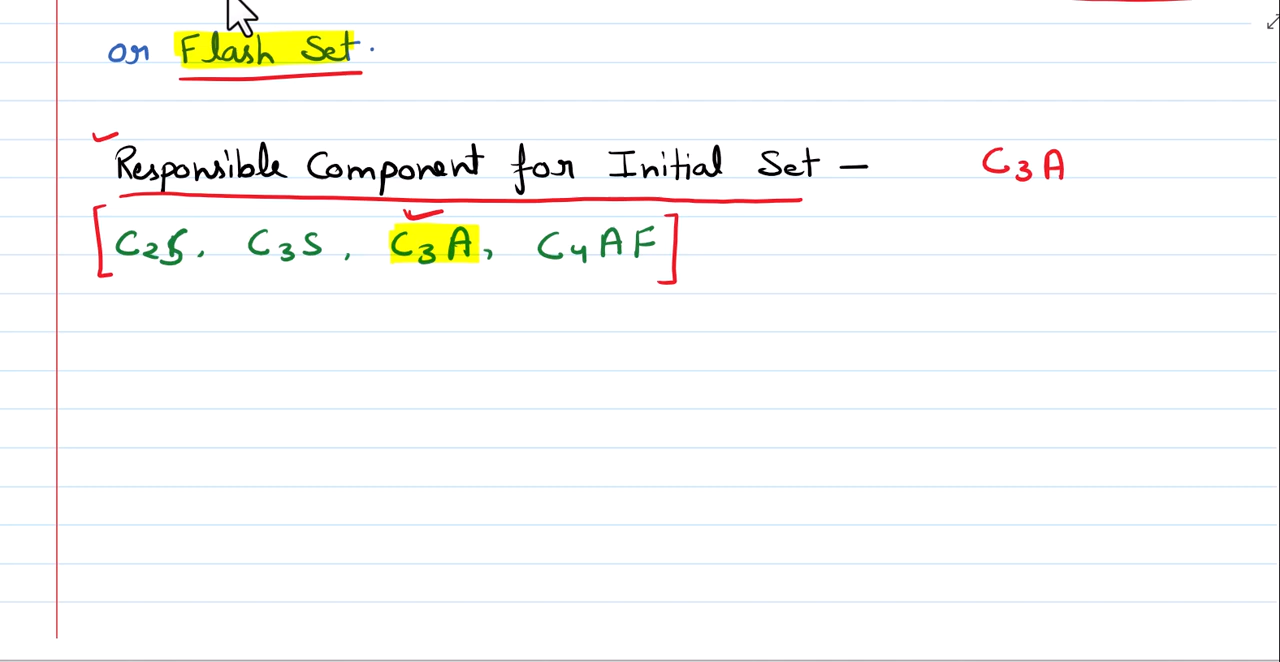 or Flash Set.
Responsible Component for Initial Set - C3A
[C2S, C3S, C3A, C4AF]